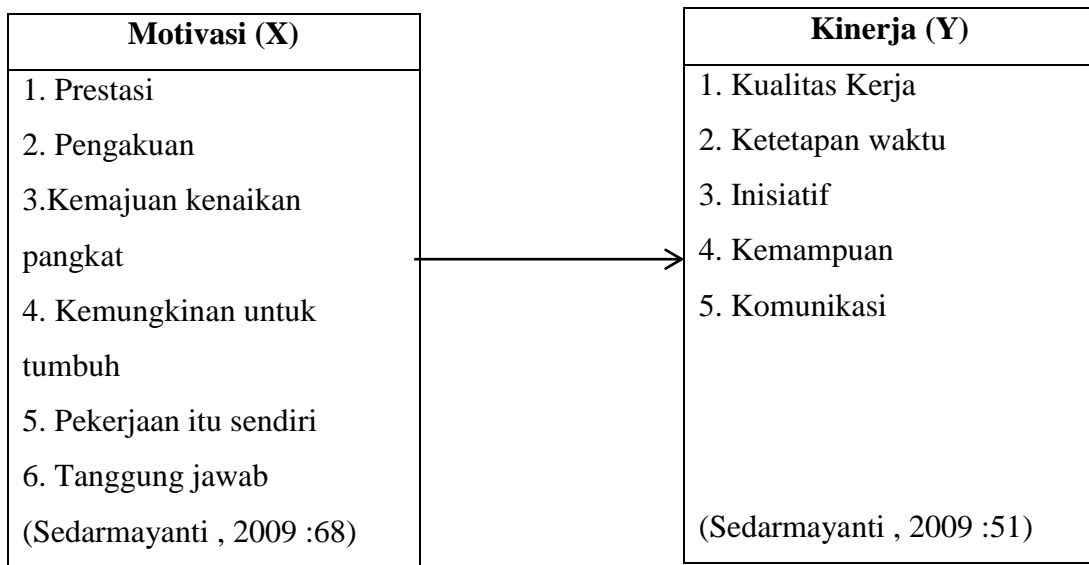 Motivasi (X)
1. Prestasi
2. Pengakuan
3.Kemajuan kenaikan
pangkat
4. Kemungkinan untuk
tumbuh
5. Pekerjaan itu sendiri
6. Tanggung jawab
(Sedarmayanti , 2009 :68)
Kinerja (Y)
1. Kualitas Kerja
2. Ketetapan waktu
3. Inisiatif
4. Kemampuan
5. Komunikasi
(Sedarmayanti , 2009 :51)